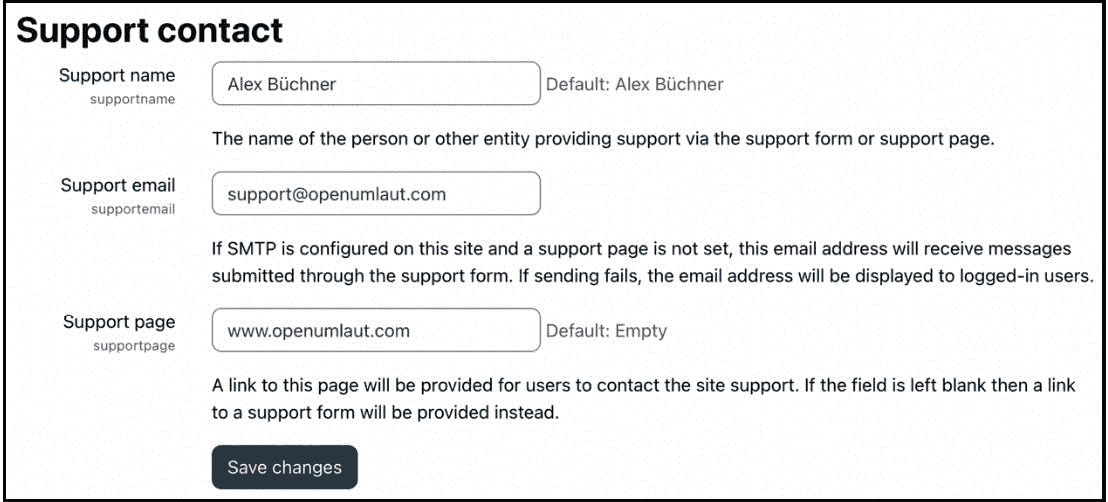 Support contact
Support name
supportname
Alex Büchner
Default: Alex Büchner
The name of the person or other entity providing support via the support form or support page.
Support email
supportemail
support@openumlaut.com
If SMTP is configured on this site and a support page is not set, this email address will receive messages
submitted through the support form. If sending fails, the email address will be displayed to logged-in users.
Support page
supportpage
www.openumlaut.com
Default: Empty
A link to this page will be provided for users to contact the site support. If the field is left blank then a link
to a support form will be provided instead.
Save changes